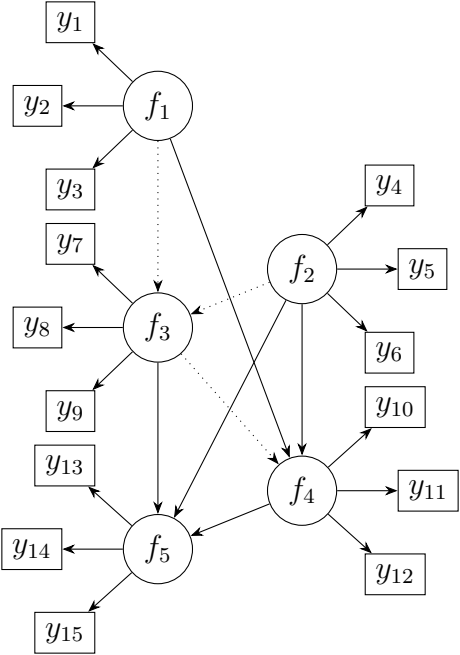 y₁
y₂
f₁
y₃
y₄
y₇
f₂
y₅
y₈
f₃
y₆
y₉
y₁₀
y₁₃
f₄
y₁₁
y₁₄
f₅
y₁₂
y₁₅